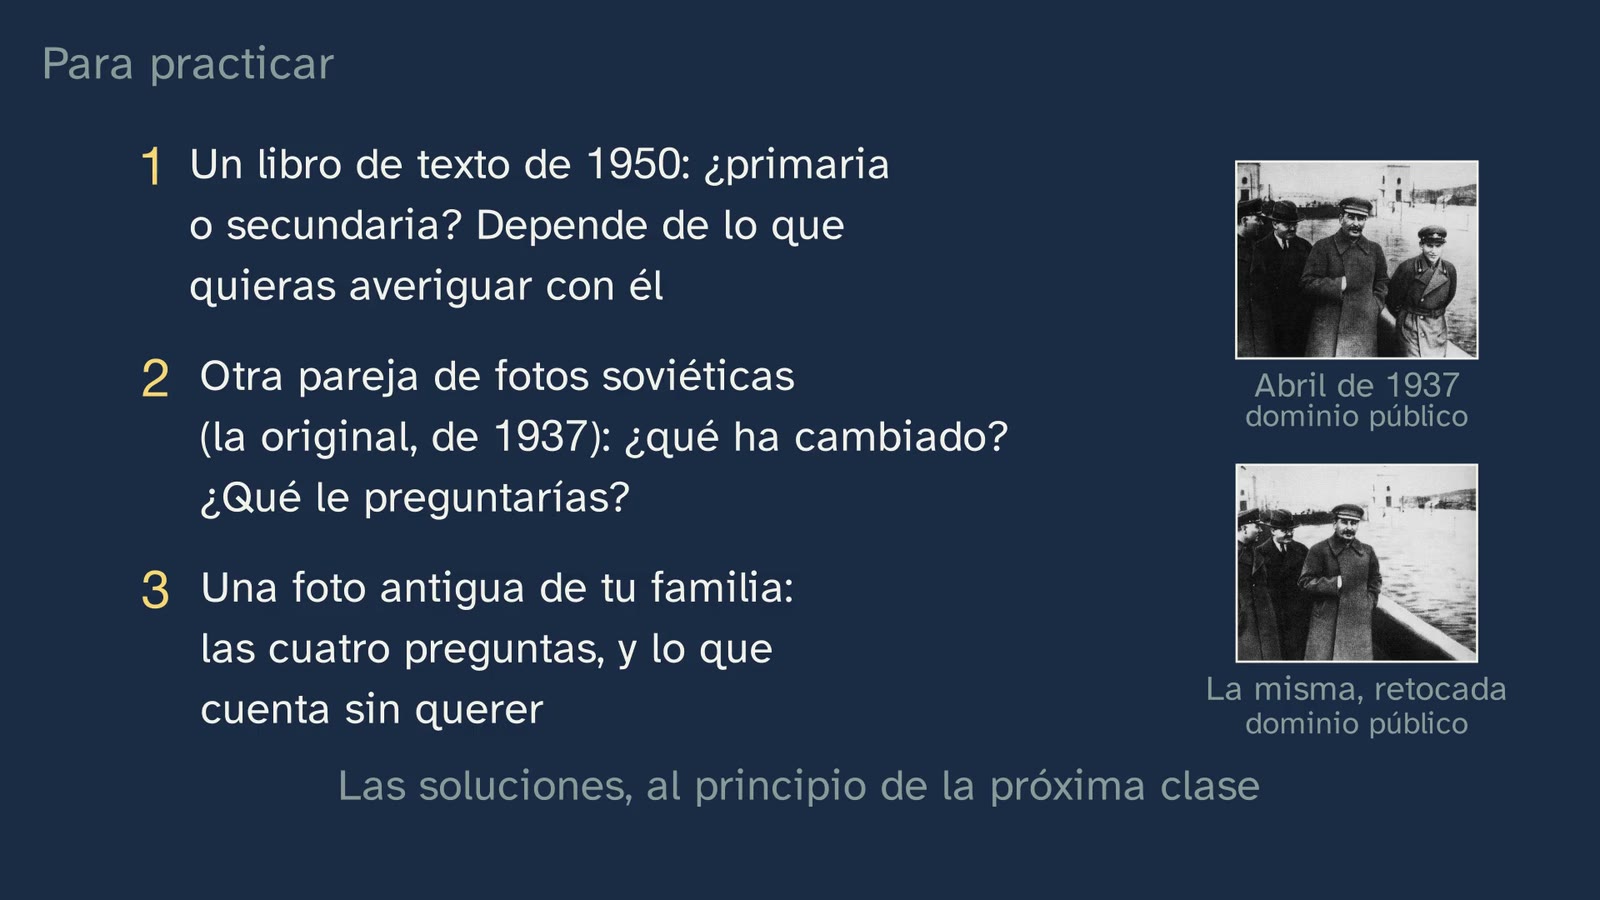 Para practicar
1 Un libro de texto de 1950: ¿primaria
o secundaria? Depende de lo que
quieras averiguar con él
2 Otra pareja de fotos soviéticas
(la original, de 1937): ¿qué ha cambiado?
¿Qué le preguntarías?
3 Una foto antigua de tu familia:
las cuatro preguntas, y lo que
cuenta sin querer
Abril de 1937
dominio público
La misma, retocada
dominio público
Las soluciones, al principio de la próxima clase